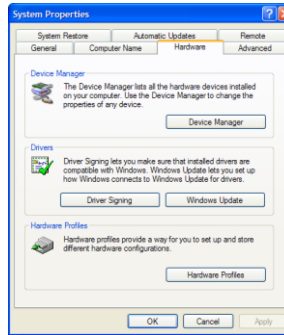 System Properties
System Restore Automatic Updates Remote
General Computer Name Hardware Advanced
Device Manager
The Device Manager lists all the hardware devices installed
on your computer. Use the Device Manager to change the
properties of any device.
Device Manager
Drivers
Driver Signing lets you make sure that installed drivers are
compatible with Windows. Windows Update lets you set up
how Windows connects to Windows Update for drivers.
Driver Signing Windows Update
Hardware Profiles
Hardware profiles provide a way for you to set up and store
different hardware configurations.
Hardware Profiles
OK Cancel Apply